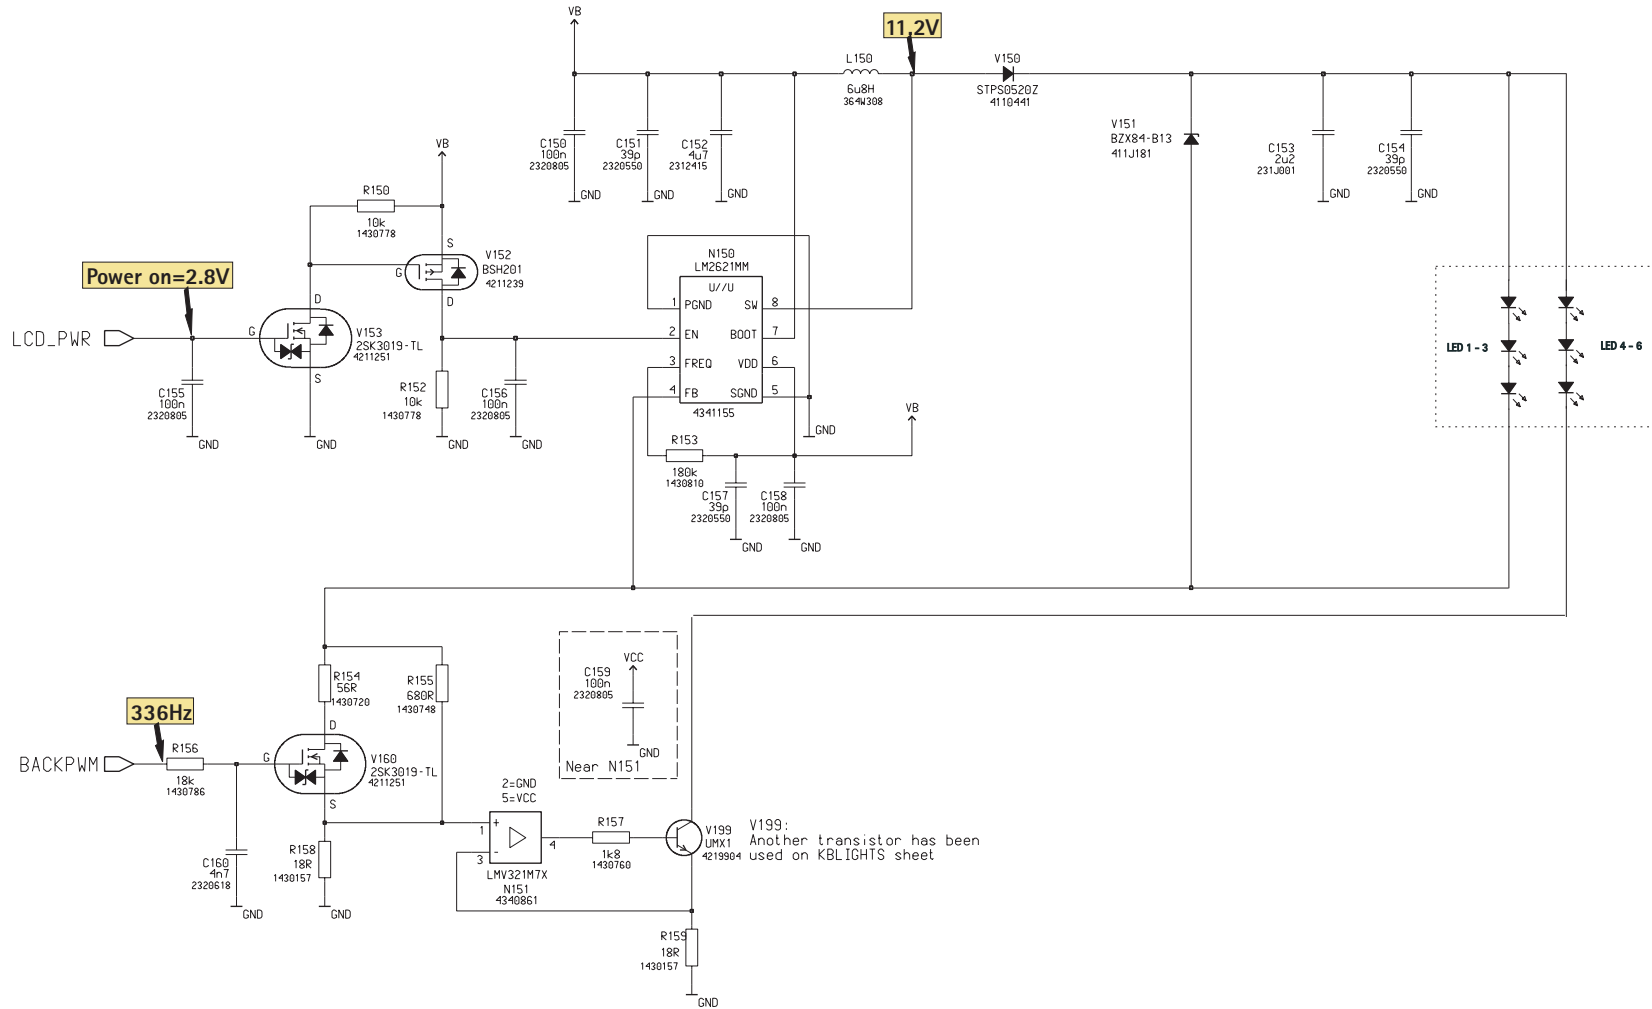 VB
11,2V
L150
6u8H
364W308
V150
STPS0520Z
4110441
C150
100n
2320805
GND
C151
39p
2320550
GND
C152
4u7
2312415
GND
V151
BZX84-B13
411J181
C153
2u2
231J001
GND
C154
39p
2320550
GND
VB
R150
10k
1430778
S
G
V152
BSH201
4211239
D
Power on=2.8V
LCD_PWR
D
G
V153
2SK3019-TL
4211251
S
C155
100n
2320805
GND
GND
R152
10k
1430778
GND
C156
100n
2320805
GND
N150
LM2621MM
U//U
1 PGND SW 8
2 EN BOOT 7
3 FREQ VDD 6
4 FB SGND 5
4341155
GND
VB
R153
180k
1430810
C157
39p
2320550
GND
C158
100n
2320805
GND
LED 1-3
LED 4-6
R154
56R
1430720
R155
680R
1430748
336Hz
BACKPWM
R156
18k
1430786
D
G
V160
2SK3019-TL
4211251
S
C160
4n7
2320618
GND
R158
18R
1430157
GND
VCC
C159
100n
2320805
GND
Near N151
2=GND
5=VCC
1
+
3
-
4
LMV321M7X
N151
4340861
R157
1k8
1430760
V199
UMX1
4219904
V199:
Another transistor has been
used on KBLIGHTS sheet
R159
18R
1430157
GND